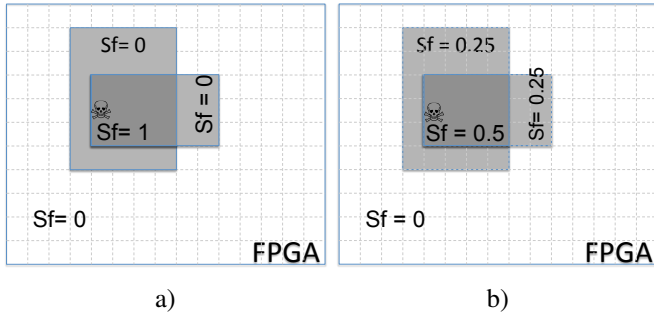 Sf= 0
Sf = 0
Sf= 1
Sf= 0
FPGA
a)
Sf = 0.25
Sf= 0.25
Sf = 0.5
Sf= 0
FPGA
b)